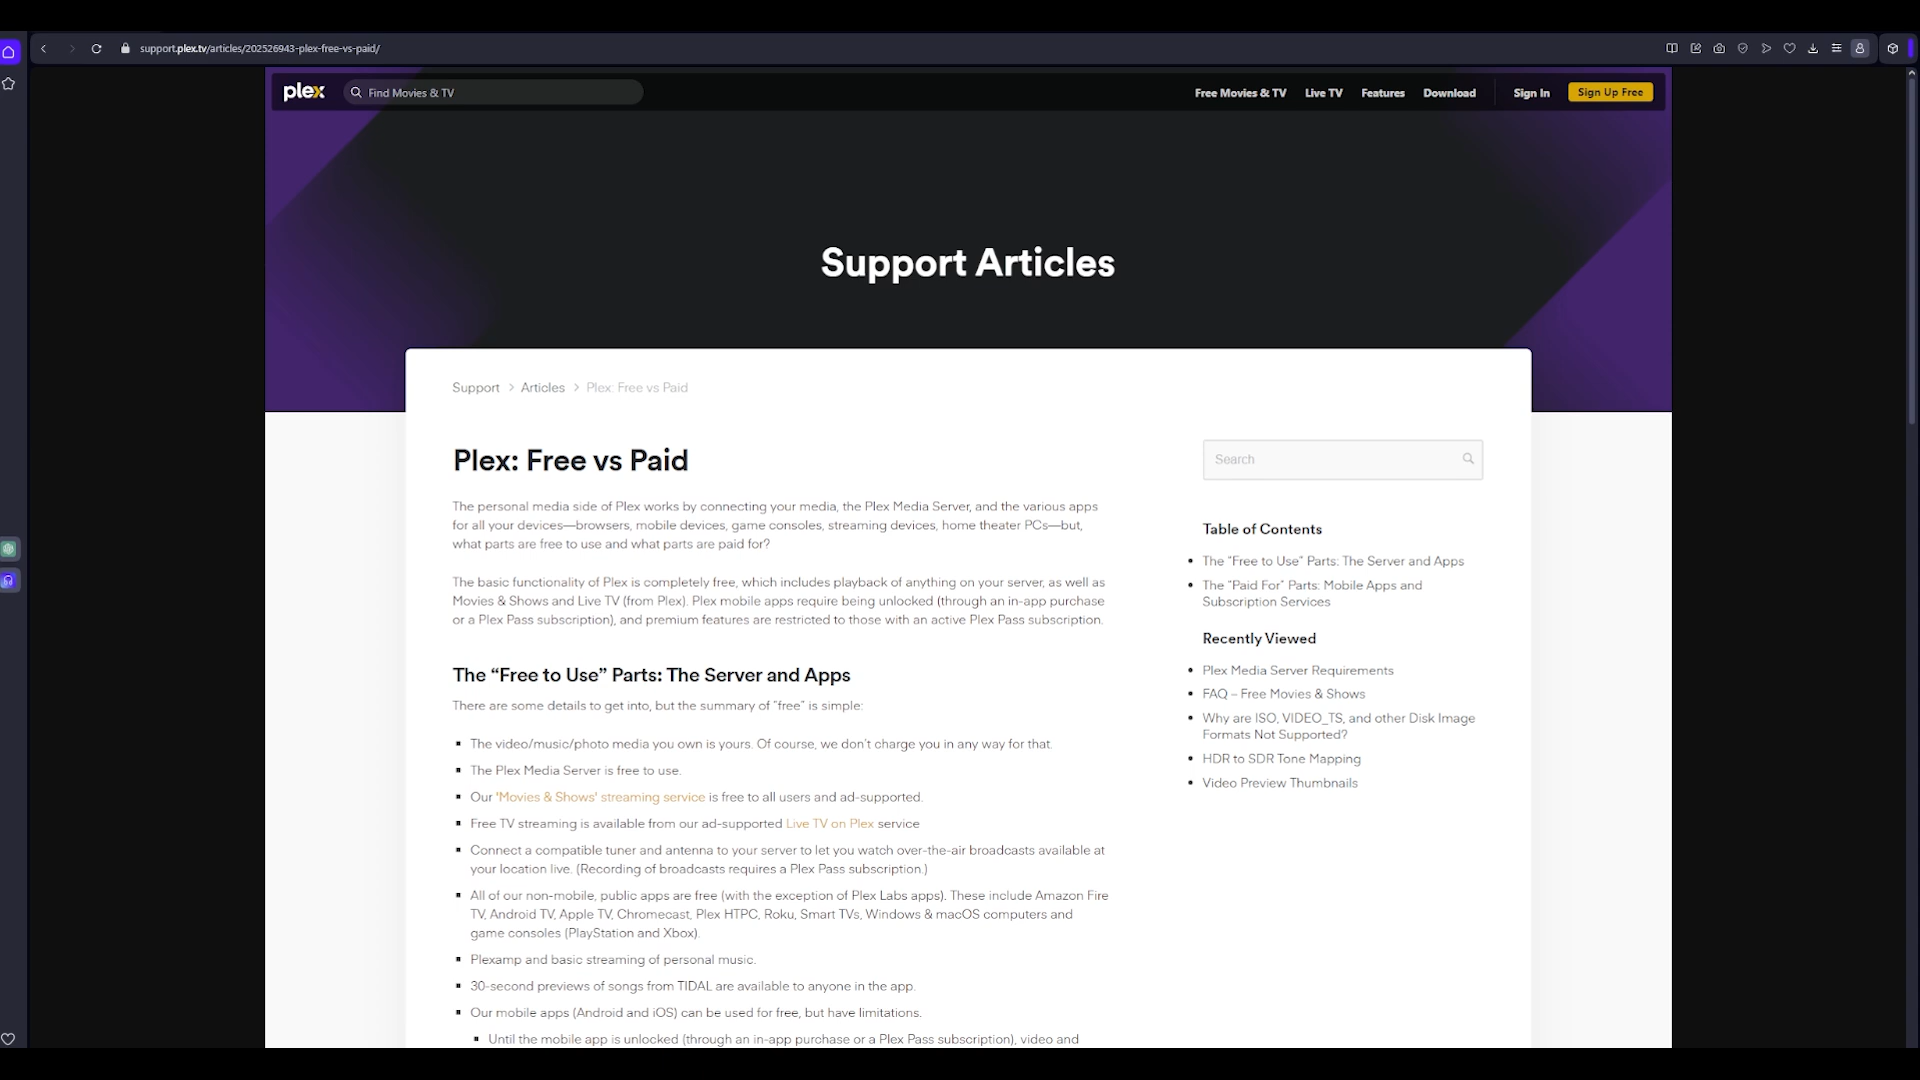 support.plex.tv/articles/202526943-plex-free-vs-paid/
plex
Find Movies & TV
Free Movies & TV
Live TV
Features
Download
Sign In
Sign Up Free
Support Articles
Support > Articles > Plex: Free vs Paid
Plex: Free vs Paid
The personal media side of Plex works by connecting your media, the Plex Media Server, and the various apps
for all your devices—browsers, mobile devices, game consoles, streaming devices, home theater PCs—but,
what parts are free to use and what parts are paid for?
The basic functionality of Plex is completely free, which includes playback of anything on your server, as well as
Movies & Shows and Live TV (from Plex). Plex mobile apps require being unlocked (through an in-app purchase
or a Plex Pass subscription), and premium features are restricted to those with an active Plex Pass subscription.
The “Free to Use” Parts: The Server and Apps
There are some details to get into, but the summary of “free” is simple:
The video/music/photo media you own is yours. Of course, we don’t charge you in any way for that.
The Plex Media Server is free to use.
Our 'Movies & Shows' streaming service is free to all users and ad-supported.
Free TV streaming is available from our ad-supported Live TV on Plex service
Connect a compatible tuner and antenna to your server to let you watch over-the-air broadcasts available at
your location live. (Recording of broadcasts requires a Plex Pass subscription.)
All of our non-mobile, public apps are free (with the exception of Plex Labs apps). These include Amazon Fire
TV, Android TV, Apple TV, Chromecast, Plex HTPC, Roku, Smart TVs, Windows & macOS computers and
game consoles (PlayStation and Xbox).
Plexamp and basic streaming of personal music.
30-second previews of songs from TIDAL are available to anyone in the app.
Our mobile apps (Android and iOS) can be used for free, but have limitations.
Until the mobile app is unlocked (through an in-app purchase or a Plex Pass subscription), video and
Search
Table of Contents
The “Free to Use” Parts: The Server and Apps
The “Paid For” Parts: Mobile Apps and
Subscription Services
Recently Viewed
Plex Media Server Requirements
FAQ – Free Movies & Shows
Why are ISO, VIDEO_TS, and other Disk Image
Formats Not Supported?
HDR to SDR Tone Mapping
Video Preview Thumbnails